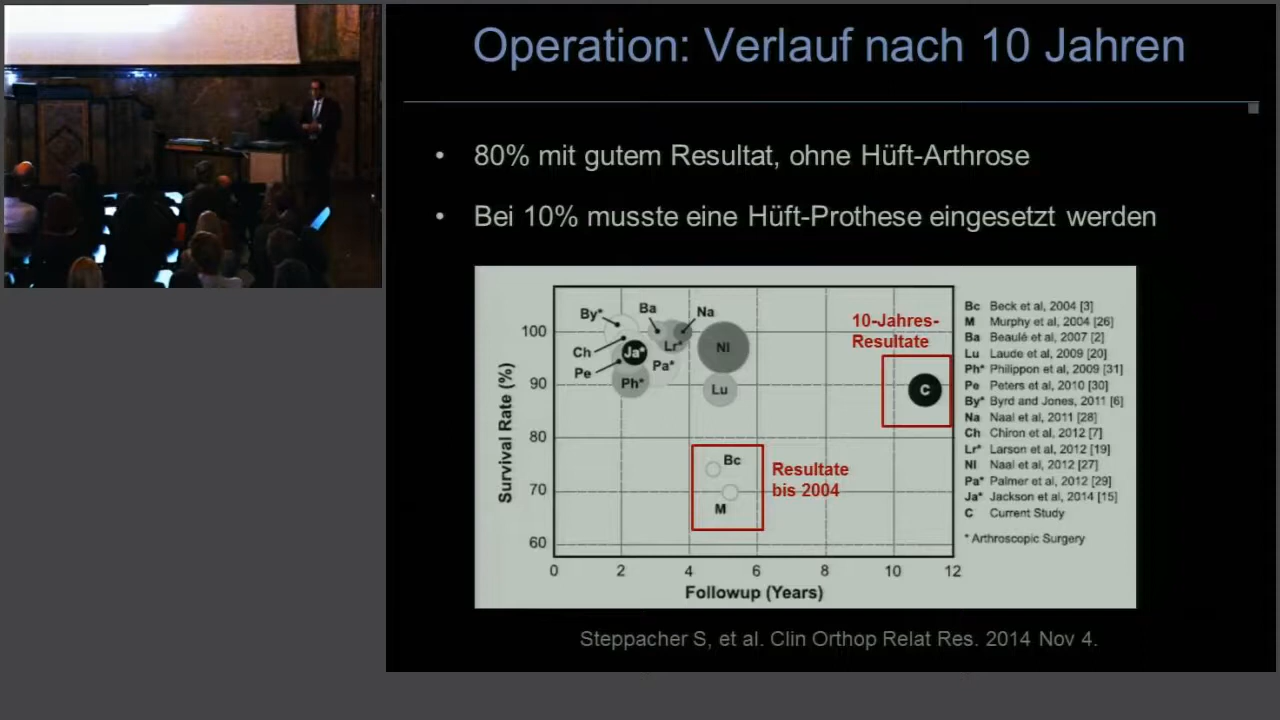 Operation: Verlauf nach 10 Jahren
• 80% mit gutem Resultat, ohne Hüft-Arthrose
• Bei 10% musste eine Hüft-Prothese eingesetzt werden
Survival Rate (%)
100
90
80
70
60
0 2 4 6 8 10 12
Followup (Years)
By*
Ba
Na
Ch
Ja*
Lr*
NI
Pe
Pa*
Ph*
Lu
Bc
M
C
10-Jahres-
Resultate
Resultate
bis 2004
Bc Beck et al, 2004 [3]
M Murphy et al, 2004 [26]
Ba Beaulé et al, 2007 [2]
Lu Laude et al, 2009 [20]
Ph* Philippon et al, 2009 [31]
Pe Peters et al, 2010 [30]
By* Byrd and Jones, 2011 [6]
Na Naal et al, 2011 [28]
Ch Chiron et al, 2012 [7]
Lr* Larson et al, 2012 [19]
NI Naal et al, 2012 [27]
Pa* Palmer et al, 2012 [29]
Ja* Jackson et al, 2014 [15]
C Current Study
* Arthroscopic Surgery
Steppacher S, et al. Clin Orthop Relat Res. 2014 Nov 4.